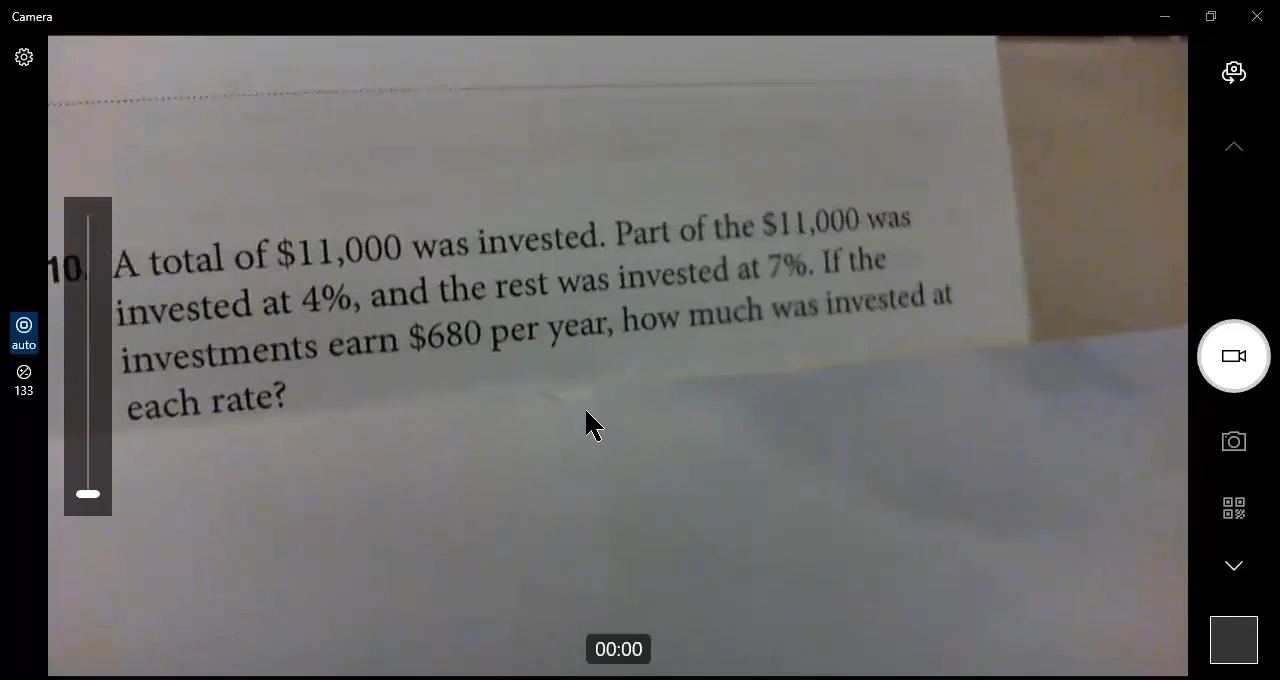 Camera
10. A total of $11,000 was invested. Part of the $11,000 was
invested at 4%, and the rest was invested at 7%. If the
investments earn $680 per year, how much was invested at
each rate?
auto
133
00:00